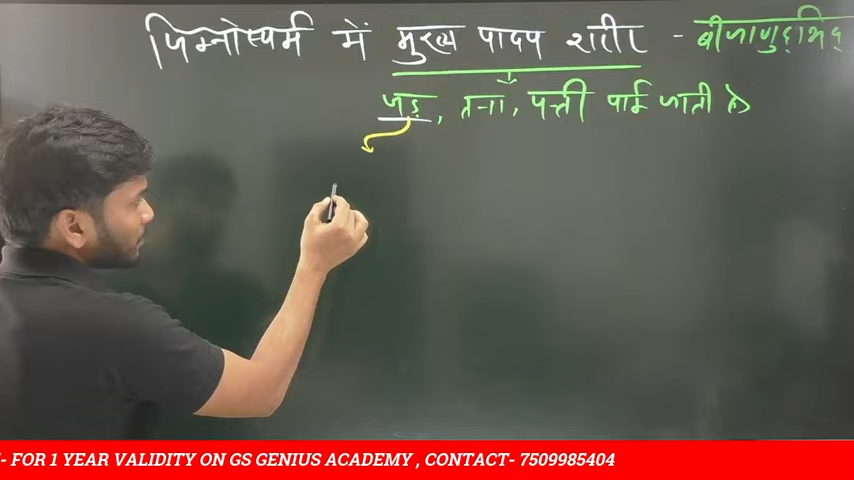 जिम्नोस्पर्म में मुख्य पादप शरीर - बीजाणुद्भिद्
जड़, तना, पत्ती पाई जाती है
- FOR 1 YEAR VALIDITY ON GS GENIUS ACADEMY , CONTACT- 7509985404